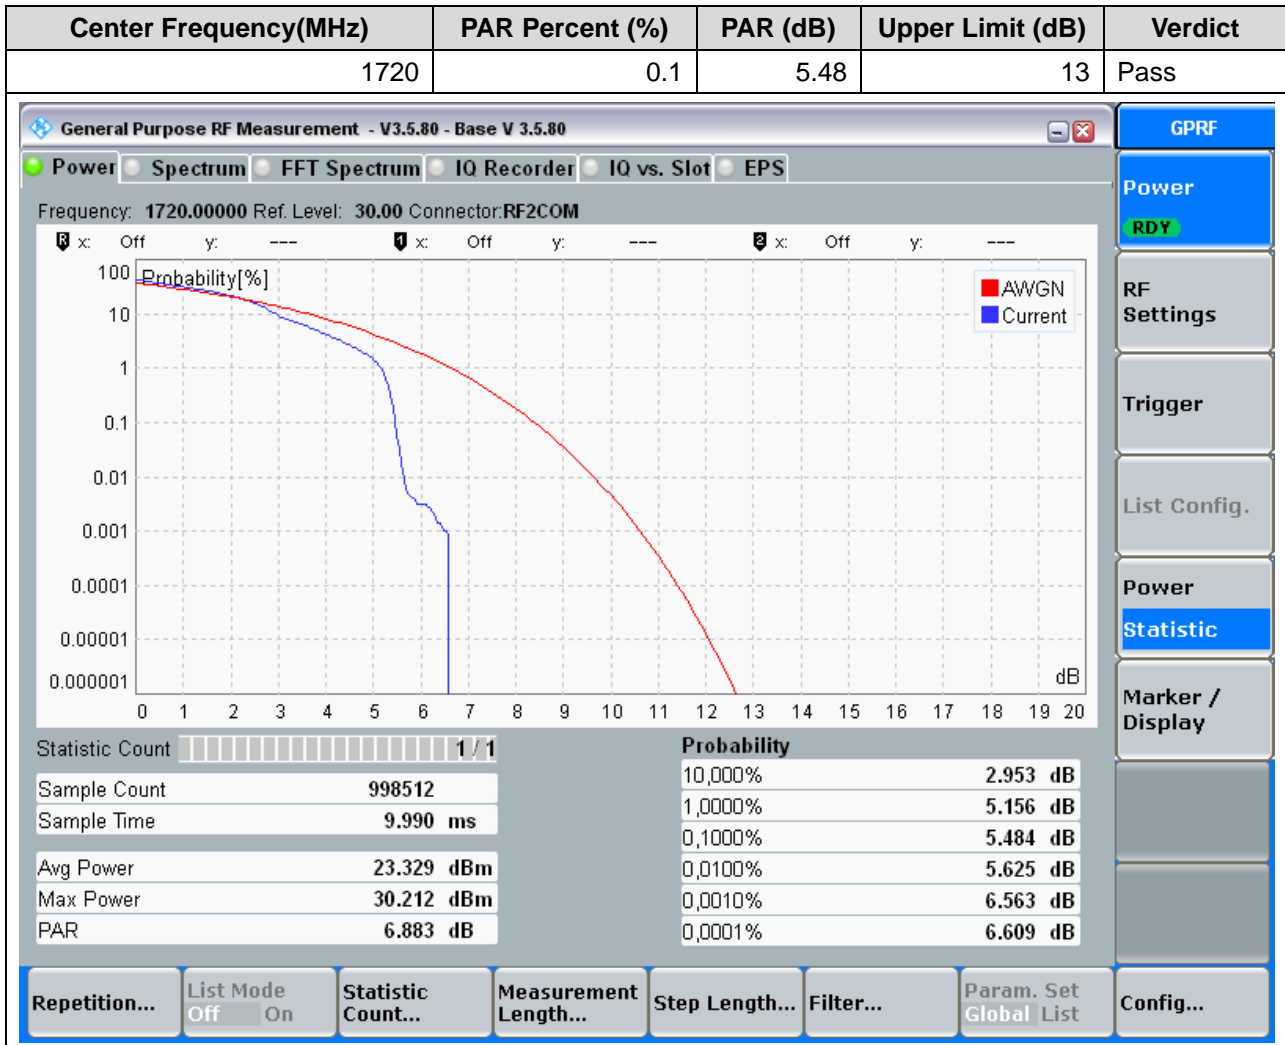 Center Frequency(MHz) PAR Percent (%) PAR (dB) Upper Limit (dB) Verdict
1720 0.1 5.48 13 Pass
General Purpose RF Measurement - V3.5.80 - Base V 3.5.80
GPRF
Power Spectrum FFT Spectrum IQ Recorder IQ vs. Slot EPS
Frequency: 1720.00000 Ref. Level: 30.00 Connector:RF2COM
R x: Off y: --- 1 x: Off y: --- 2 x: Off y: ---
Probability[%]
AWGN
Current
100
10
1
0.1
0.01
0.001
0.0001
0.00001
0.000001
dB
0 1 2 3 4 5 6 7 8 9 10 11 12 13 14 15 16 17 18 19 20
Statistic Count 1 / 1
Sample Count 998512
Sample Time 9.990 ms
Avg Power 23.329 dBm
Max Power 30.212 dBm
PAR 6.883 dB
Probability
10,000% 2.953 dB
1,0000% 5.156 dB
0,1000% 5.484 dB
0,0100% 5.625 dB
0,0010% 6.563 dB
0,0001% 6.609 dB
Power
RDY
RF
Settings
Trigger
List Config.
Power
Statistic
Marker /
Display
Repetition...
List Mode
Off On
Statistic
Count...
Measurement
Length...
Step Length...
Filter...
Param. Set
Global List
Config...